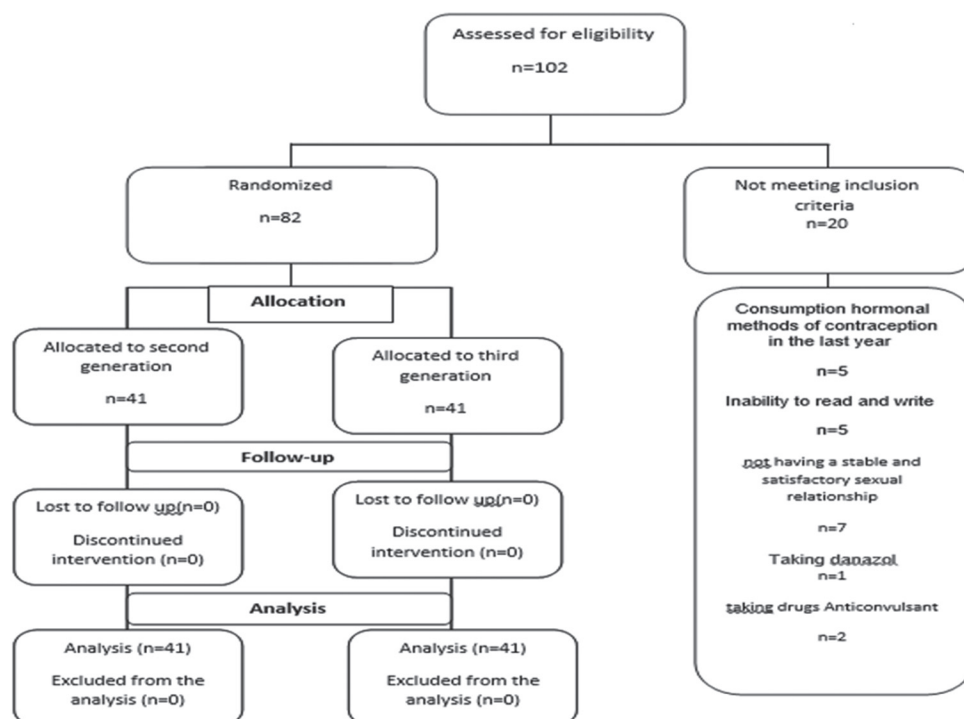 Assessed for eligibility
n=102
Randomized
n=82
Not meeting inclusion
criteria
n=20
Allocation
Allocated to second
generation
n=41
Allocated to third
generation
n=41
Consumption hormonal
methods of contraception
in the last year
n=5
Inability to read and write
n=5
not having a stable and
satisfactory sexual
relationship
n=7
Taking danazol
n=1
taking drugs Anticonvulsant
n=2
Follow-up
Lost to follow up(n=0)
Discontinued
intervention (n=0)
Lost to follow up(n=0)
Discontinued
intervention (n=0)
Analysis
Analysis (n=41)
Excluded from the
analysis (n=0)
Analysis (n=41)
Excluded from the
analysis (n=0)